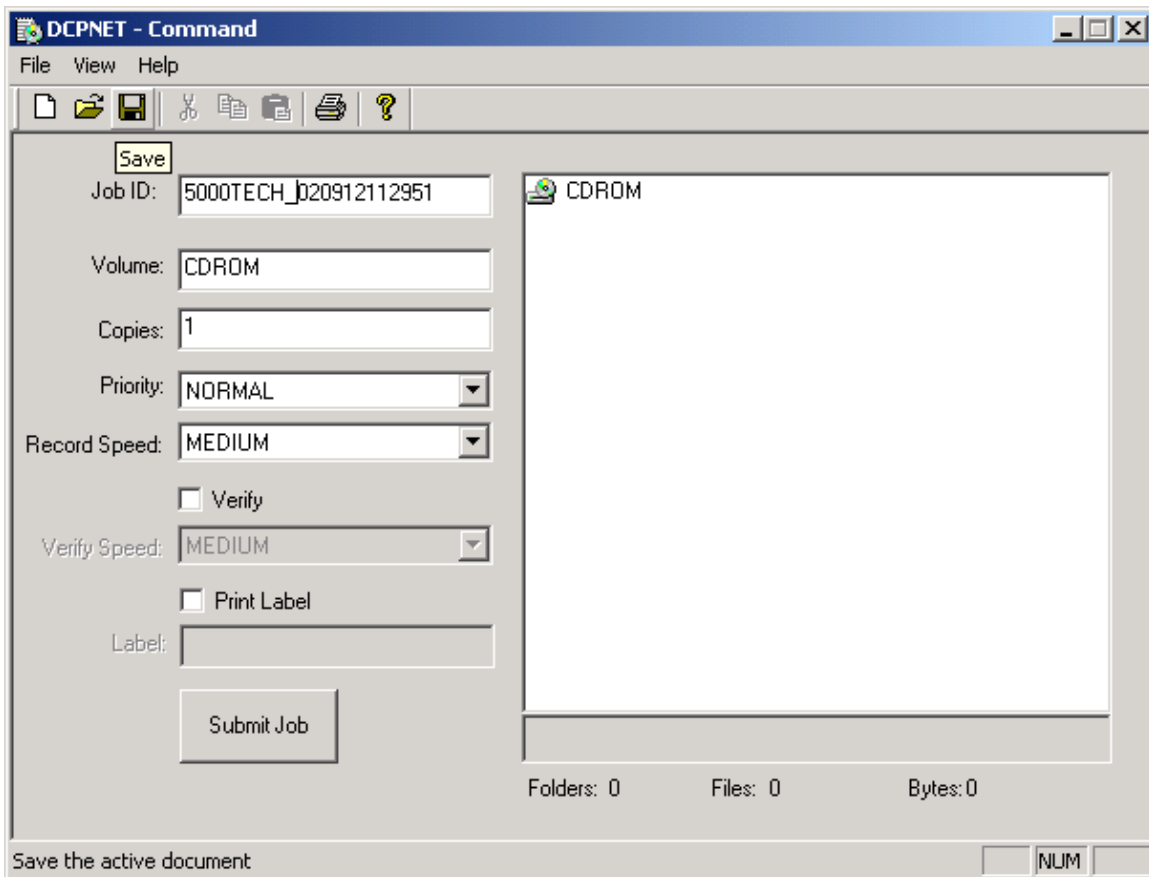 DCPNET - Command
File View Help
Save
Job ID: 5000TECH_020912112951
CDROM
Volume: CDROM
Copies: 1
Priority: NORMAL
Record Speed: MEDIUM
Verify
Verify Speed: MEDIUM
Print Label
Label:
Submit Job
Folders: 0 Files: 0 Bytes: 0
Save the active document NUM